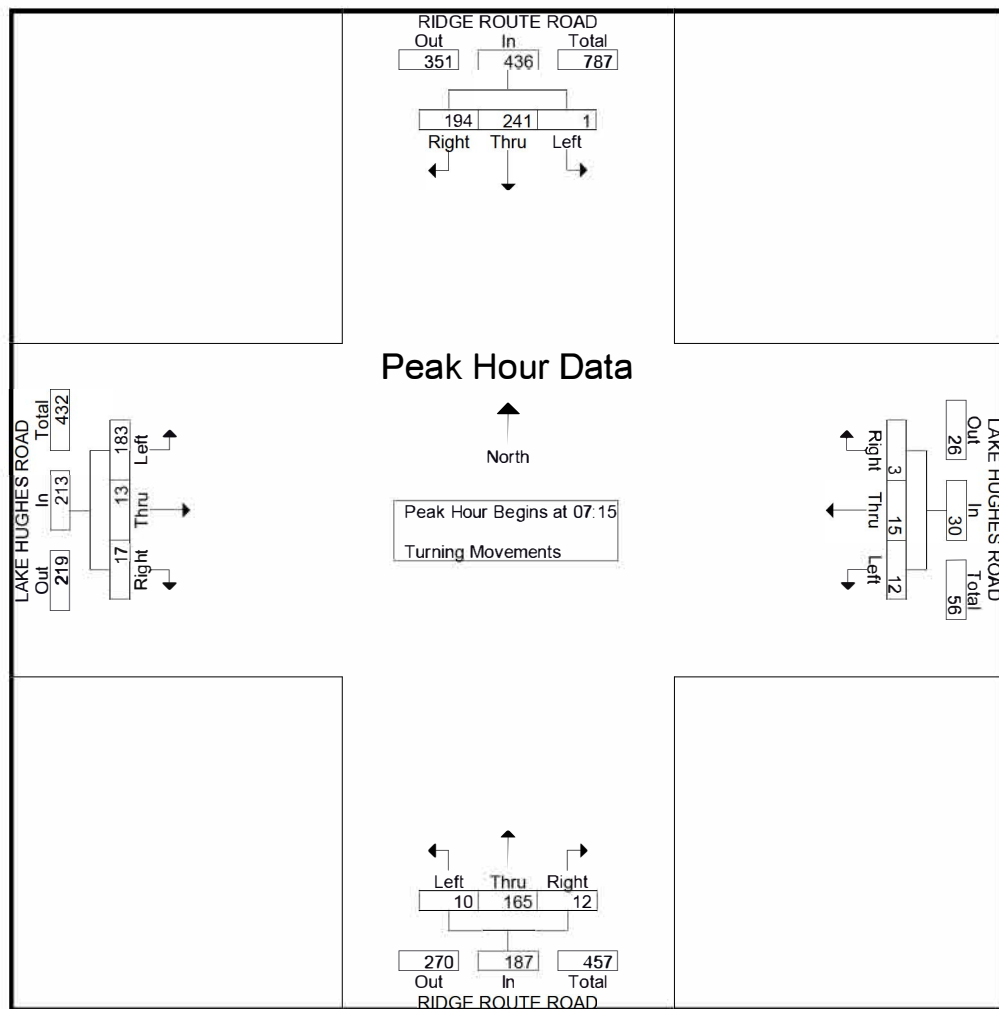 RIDGE ROUTE ROAD
Out In Total
351 436 787
194 241 1
Right Thru Left
Peak Hour Data
North
Peak Hour Begins at 07:15
Turning Movements
LAKE HUGHES ROAD
Out In Total
219 213 432
Left Thru Right
183 13 17
LAKE HUGHES ROAD
Out In Total
26 30 56
Right Thru Left
3 15 12
Left Thru Right
10 165 12
270 187 457
Out In Total
RIDGE ROUTE ROAD